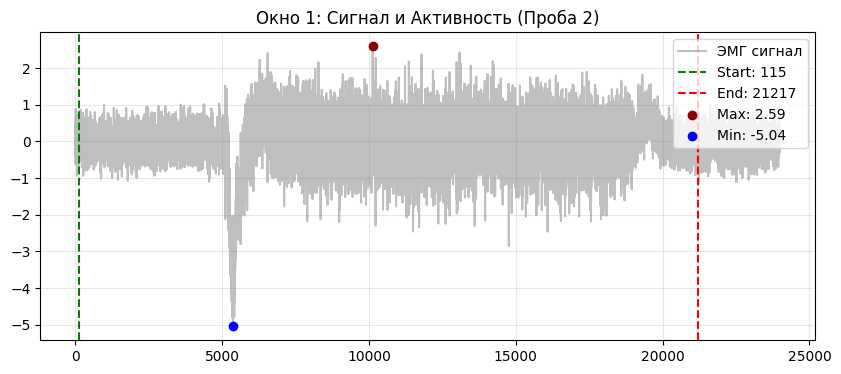 Окно 1: Сигнал и Активность (Проба 2)
ЭМГ сигнал
Start: 115
End: 21217
Max: 2.59
Min: -5.04
2
1
0
−1
−2
−3
−4
−5
0 5000 10000 15000 20000 25000